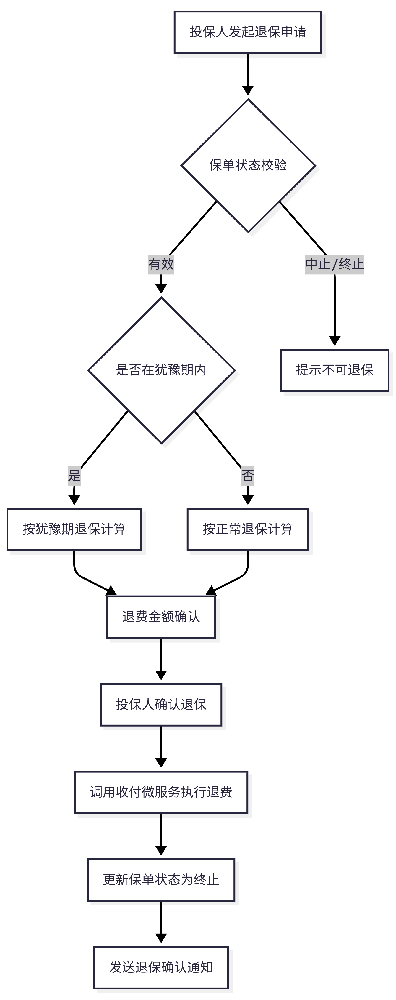 投保人发起退保申请
保单状态校验
有效
中止/终止
是否在犹豫期内
提示不可退保
是
否
按犹豫期退保计算
按正常退保计算
退费金额确认
投保人确认退保
调用收付微服务执行退费
更新保单状态为终止
发送退保确认通知